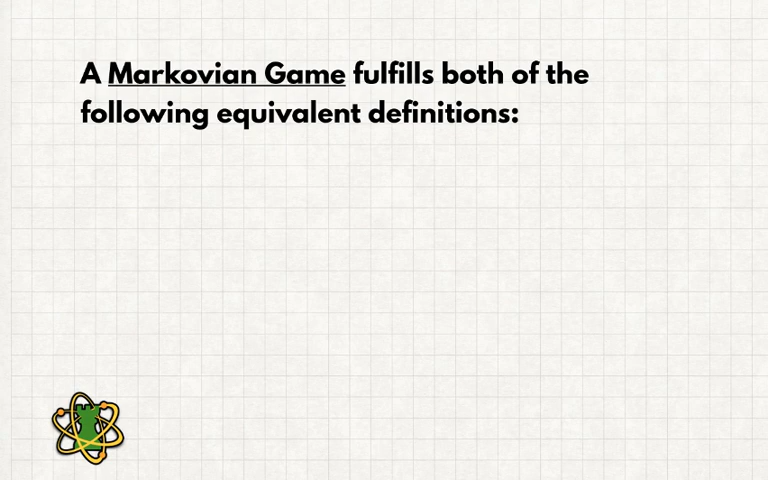 A Markovian Game fulfills both of the
following equivalent definitions: